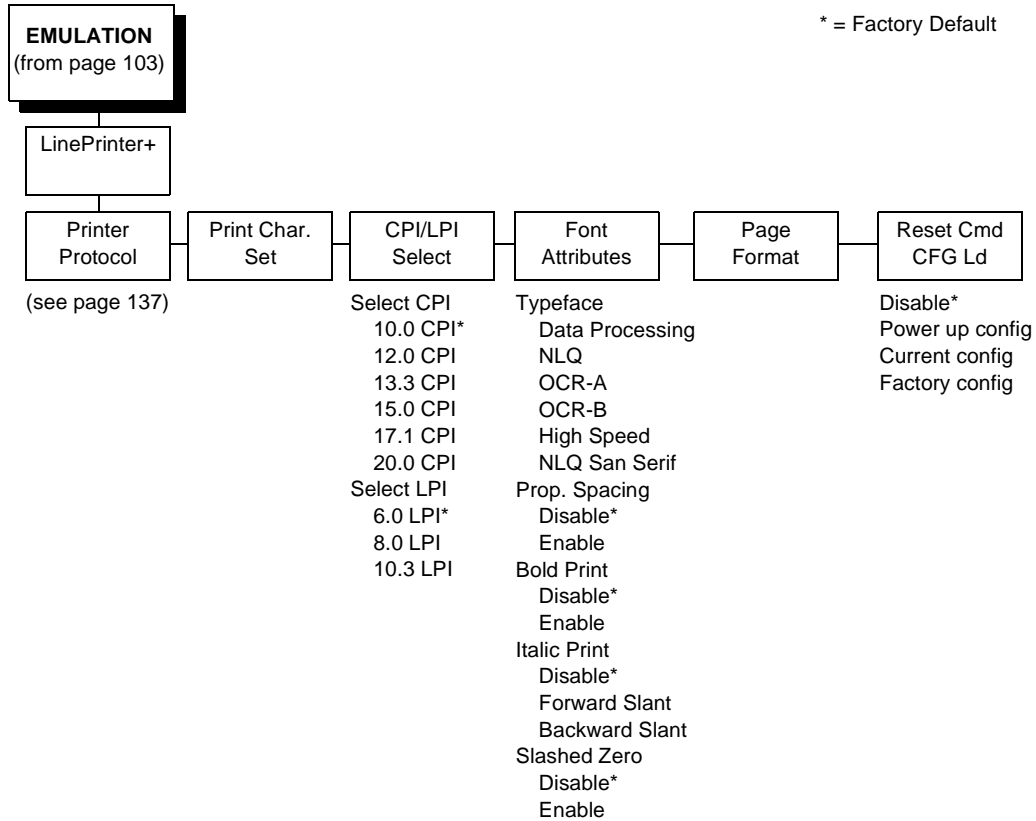 * = Factory Default
EMULATION
(from page 103)
LinePrinter+
Printer
Protocol
(see page 137)
Print Char.
Set
CPI/LPI
Select
Select CPI
10.0 CPI*
12.0 CPI
13.3 CPI
15.0 CPI
17.1 CPI
20.0 CPI
Select LPI
6.0 LPI*
8.0 LPI
10.3 LPI
Font
Attributes
Typeface
Data Processing
NLQ
OCR-A
OCR-B
High Speed
NLQ San Serif
Prop. Spacing
Disable*
Enable
Bold Print
Disable*
Enable
Italic Print
Disable*
Forward Slant
Backward Slant
Slashed Zero
Disable*
Enable
Page
Format
Reset Cmd
CFG Ld
Disable*
Power up config
Current config
Factory config